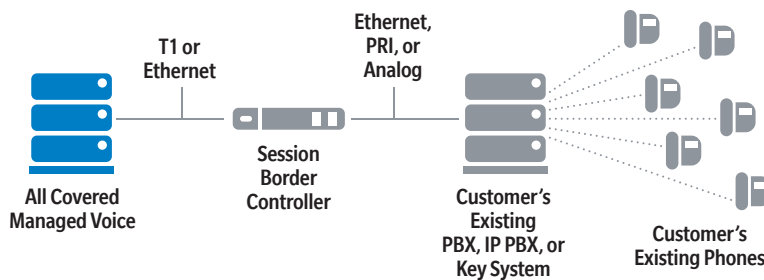 T1 or
Ethernet
Ethernet,
PRI, or
Analog
All Covered
Managed Voice
Session
Border
Controller
Customer's
Existing
PBX, IP PBX, or
Key System
Customer's
Existing Phones